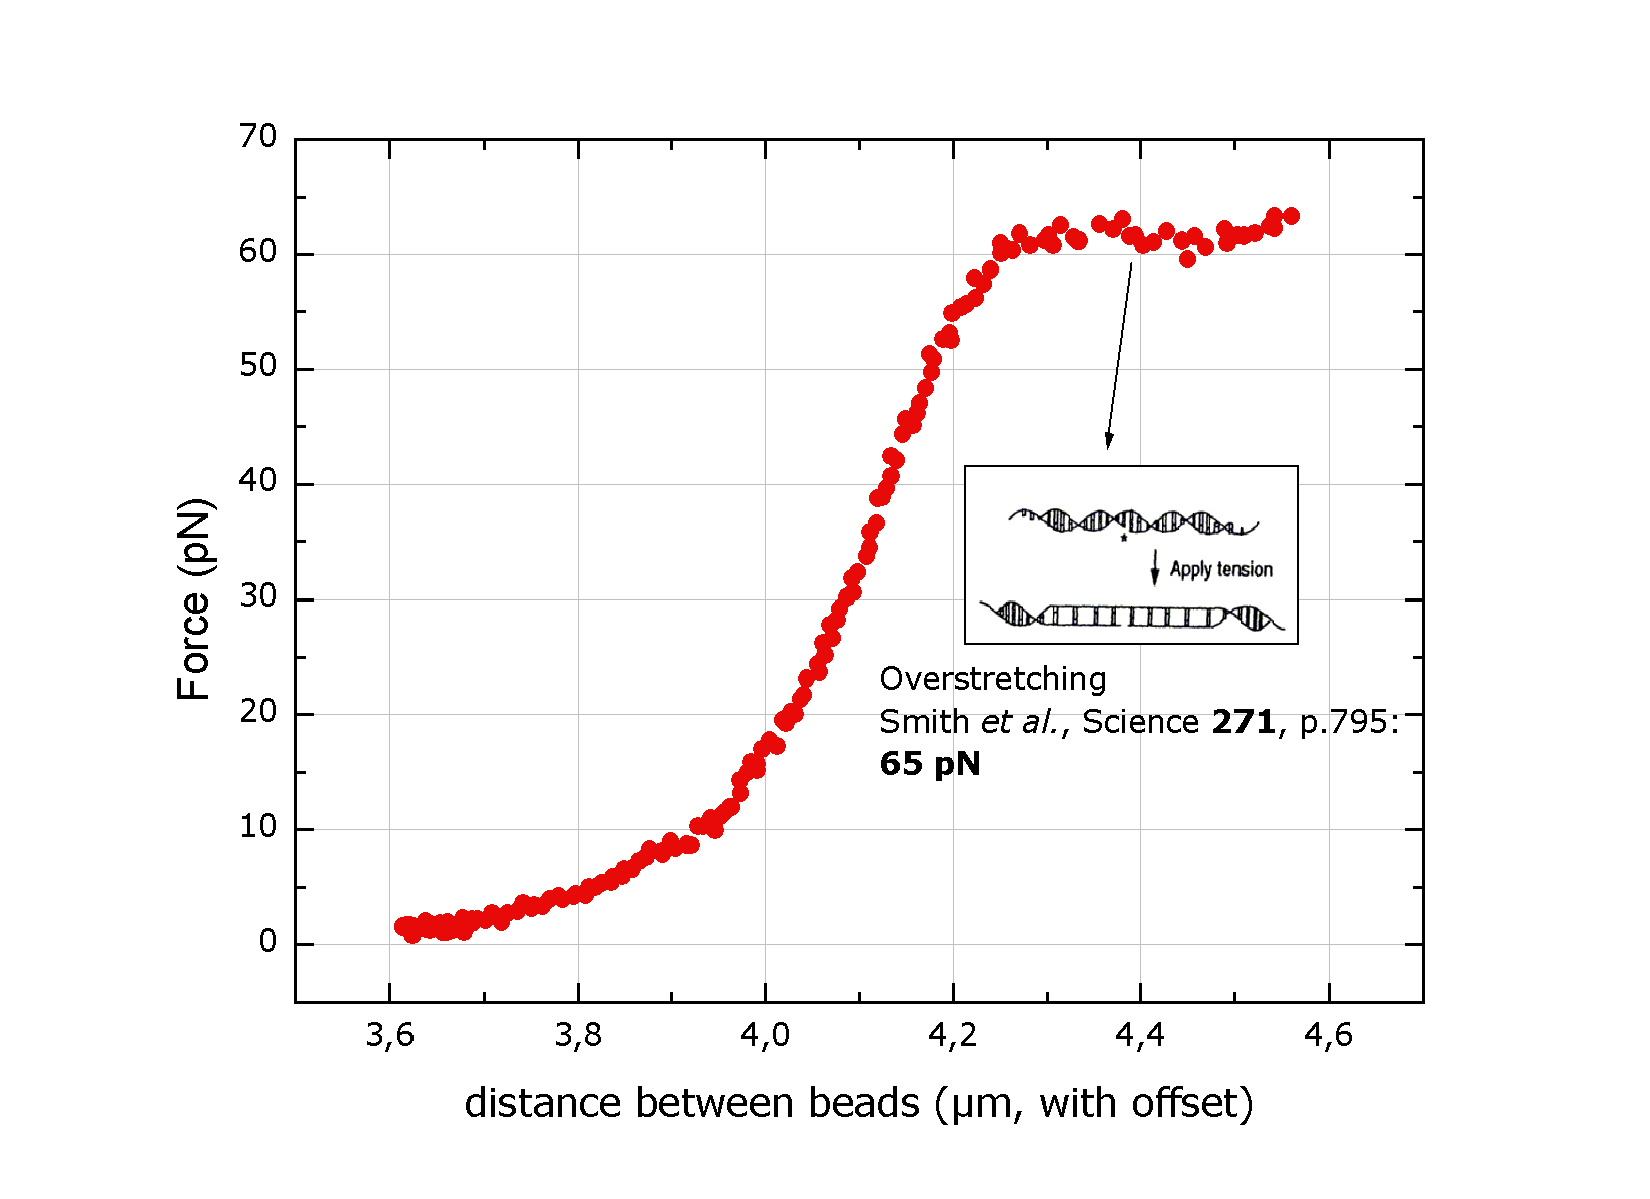 70
60
50
40
30
20
10
0
Force (pN)
3,6 3,8 4,0 4,2 4,4 4,6
distance between beads (µm, with offset)
*
Apply tension
Overstretching
Smith et al., Science 271, p.795:
65 pN